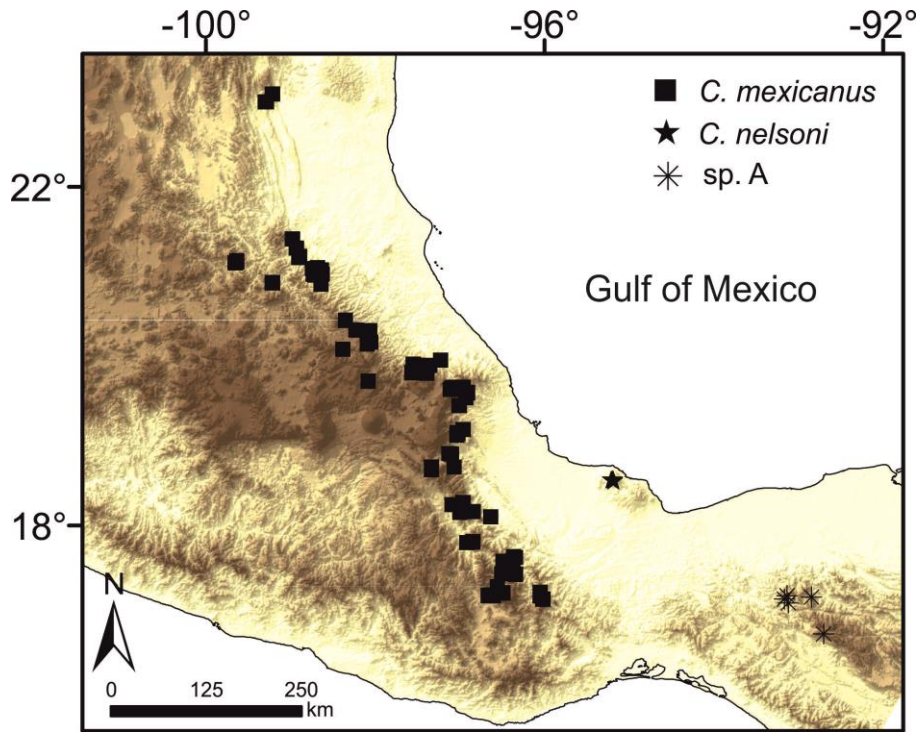 -100° -96° -92°
C. mexicanus
C. nelsoni
sp. A
22°
Gulf of Mexico
18°
N
0 125 250
km